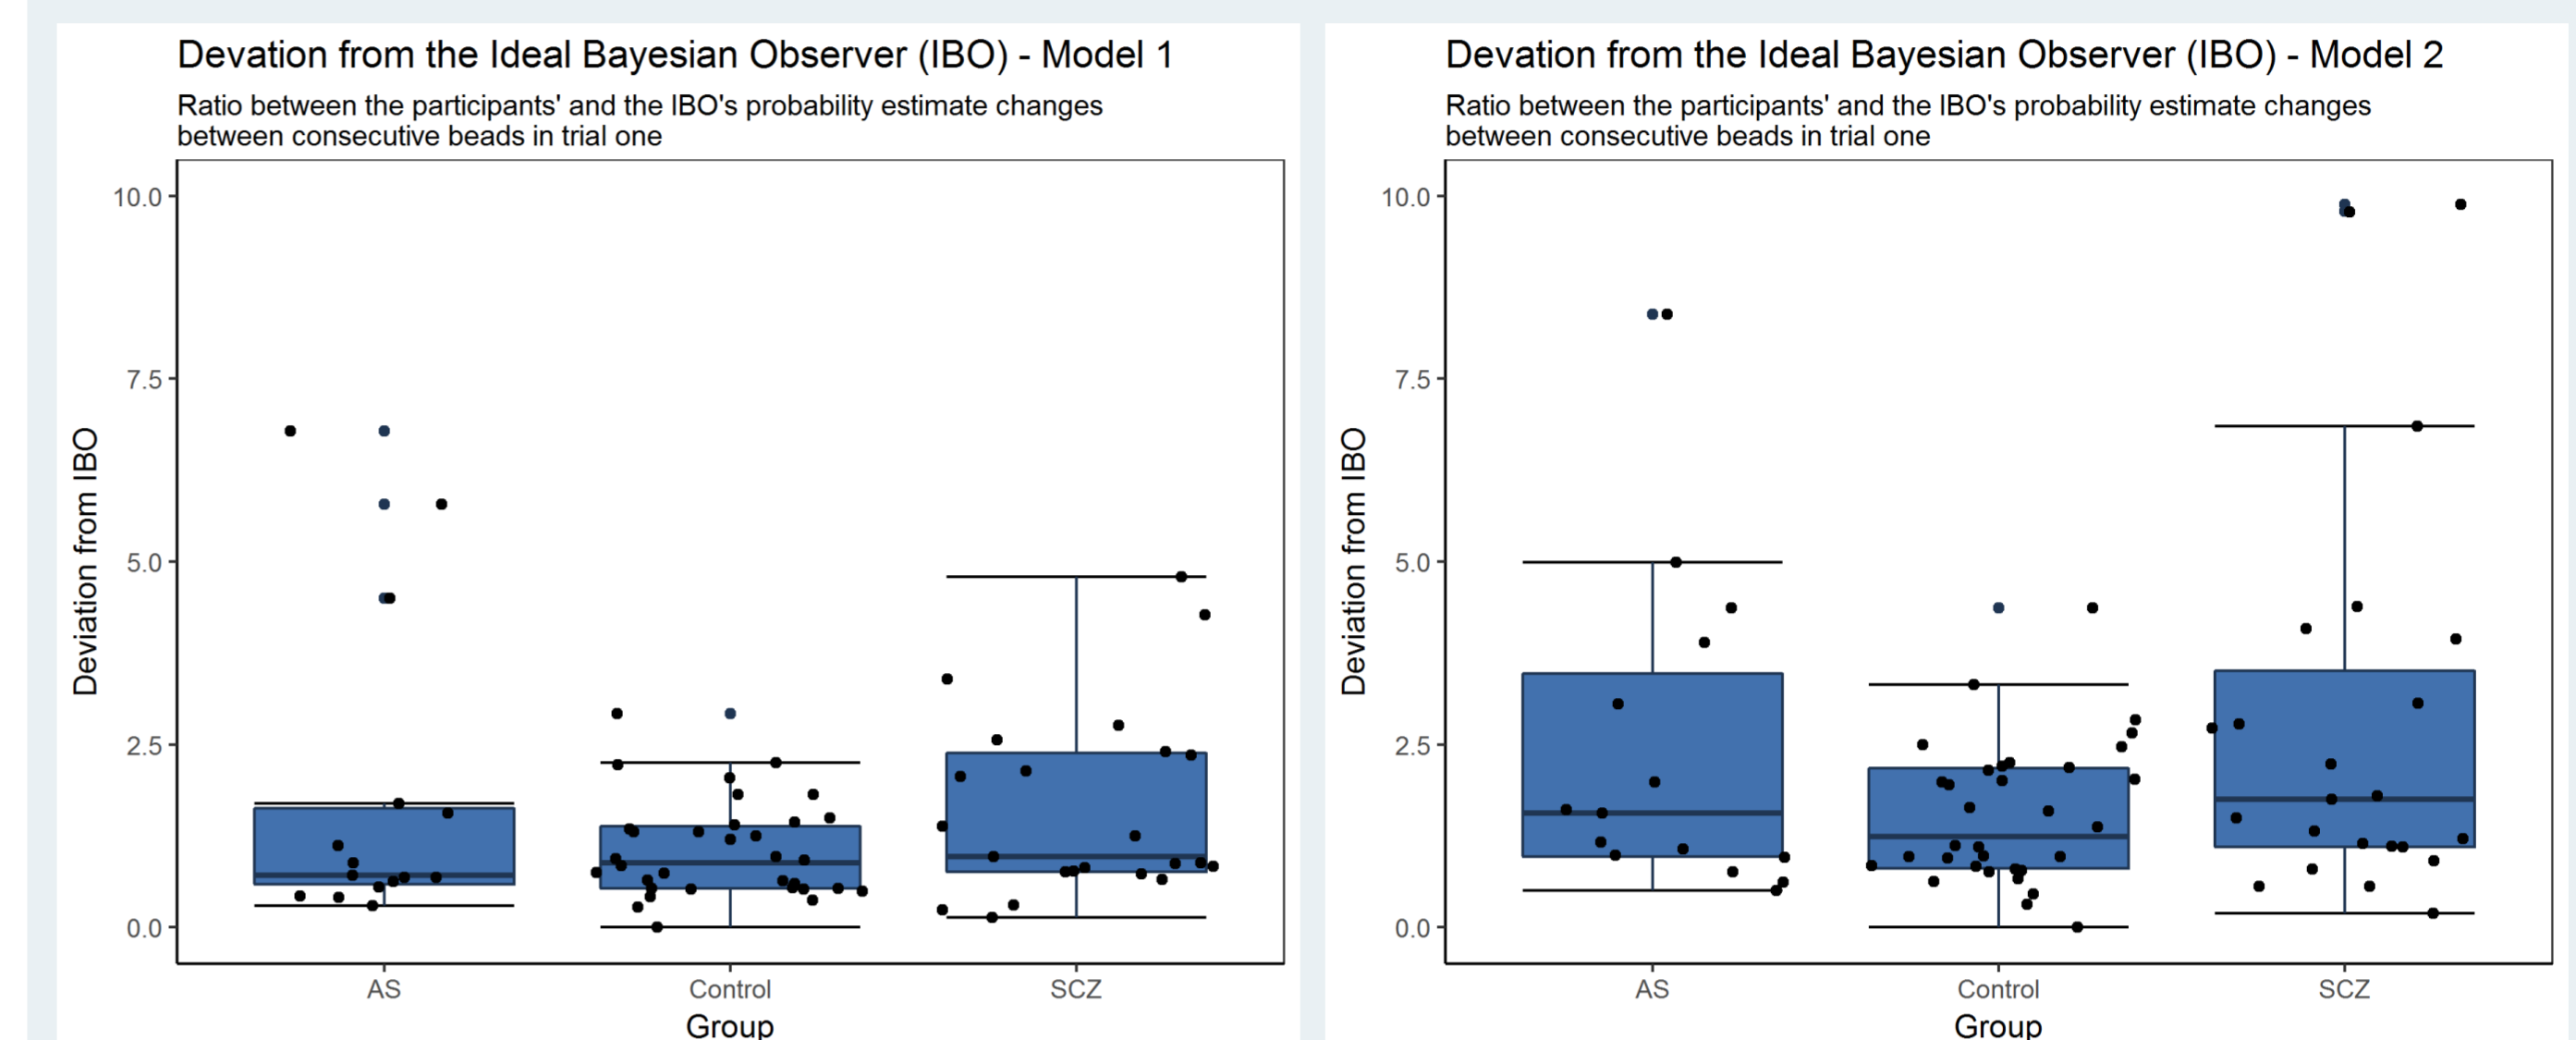 Devation from the Ideal Bayesian Observer (IBO) - Model 1
Ratio between the participants' and the IBO's probability estimate changes
between consecutive beads in trial one
Deviation from IBO
10.0
7.5
5.0
2.5
0.0
AS
Control
SCZ
Group
Devation from the Ideal Bayesian Observer (IBO) - Model 2
Ratio between the participants' and the IBO's probability estimate changes
between consecutive beads in trial one
Deviation from IBO
10.0
7.5
5.0
2.5
0.0
AS
Control
SCZ
Group